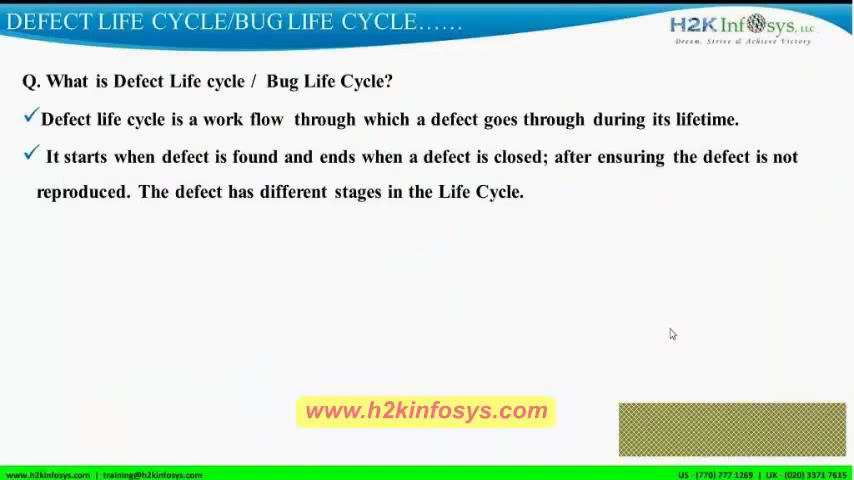 DEFECT LIFE CYCLE/BUG LIFE CYCLE……
H2K Infosys, LLC
Dream, Strive & Achieve Victory
Q. What is Defect Life cycle / Bug Life Cycle?
✓Defect life cycle is a work flow through which a defect goes through during its lifetime.
✓ It starts when defect is found and ends when a defect is closed; after ensuring the defect is not
reproduced. The defect has different stages in the Life Cycle.
www.h2kinfosys.com
www.h2kinfosys.com | training@h2kinfosys.com
US - (770) 777 1269 | UK - (020) 3371 7615